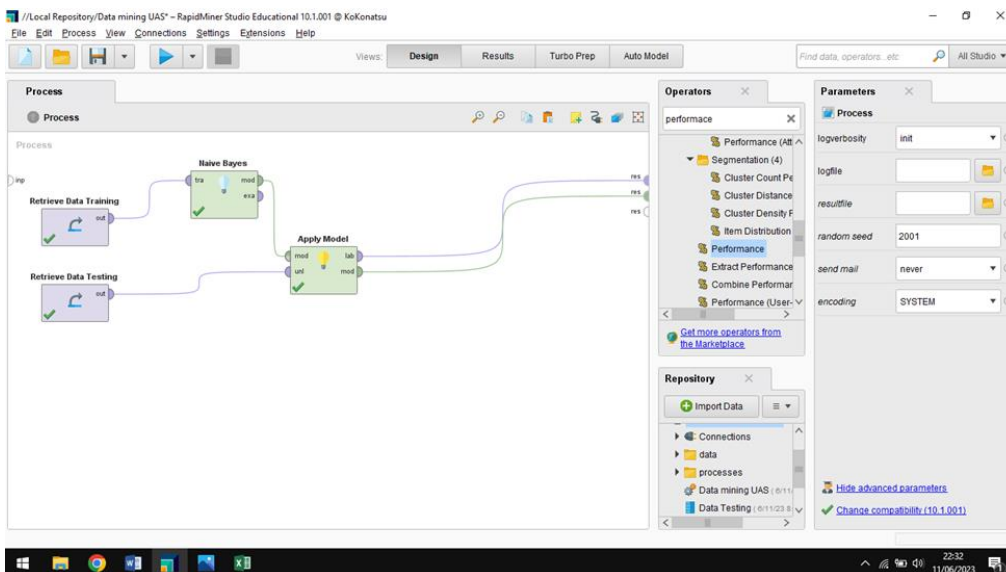 //Local Repository/Data mining UAS* – RapidMiner Studio Educational 10.1.001 @ KoKonatsu
File Edit Process View Connections Settings Extensions Help
Views: Design Results Turbo Prep Auto Model
Find data, operators...etc All Studio
Process
Process
Process
inp
Retrieve Data Training
out
Naive Bayes
tra mod
exa
Retrieve Data Testing
out
Apply Model
mod lab
unl mod
res
res
res
Operators
performace
Performance (Att
Segmentation (4)
Cluster Count Pe
Cluster Distance
Cluster Density F
Item Distribution
Performance
Extract Performance
Combine Performar
Performance (User-
Get more operators from
the Marketplace
Repository
Import Data
Connections
data
processes
Data mining UAS (6/11/
Data Testing (6/11/23 8
Parameters
Process
logverbosity init
logfile
resultfile
random seed 2001
send mail never
encoding SYSTEM
Hide advanced parameters
Change compatibility (10.1.001)
22:32
11/06/2023